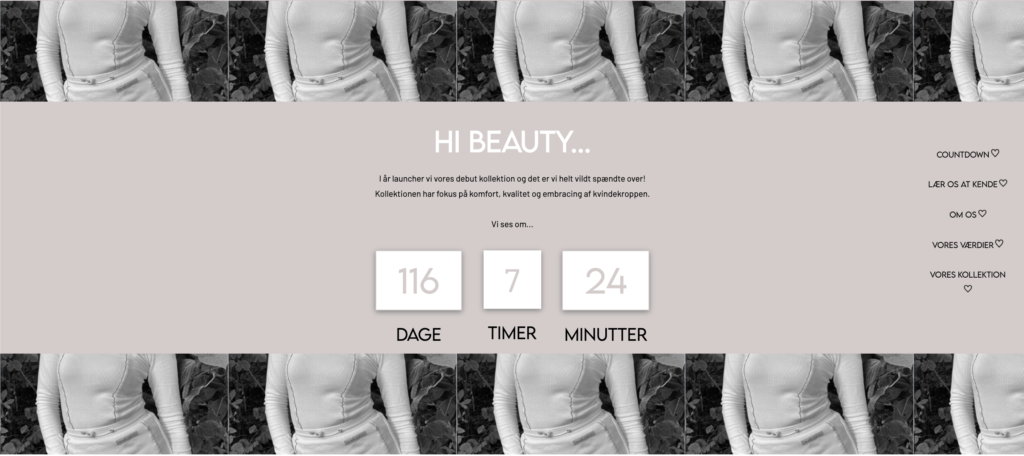 HI BEAUTY...
I år launcher vi vores debut kollektion og det er vi helt vildt spændte over!
Kollektionen har fokus på komfort, kvalitet og embracing af kvindekroppen.
Vi ses om...
116 7 24
DAGE TIMER MINUTTER
COUNTDOWN ♡
LÆR OS AT KENDE ♡
OM OS ♡
VORES VÆRDIER ♡
VORES KOLLEKTION
♡